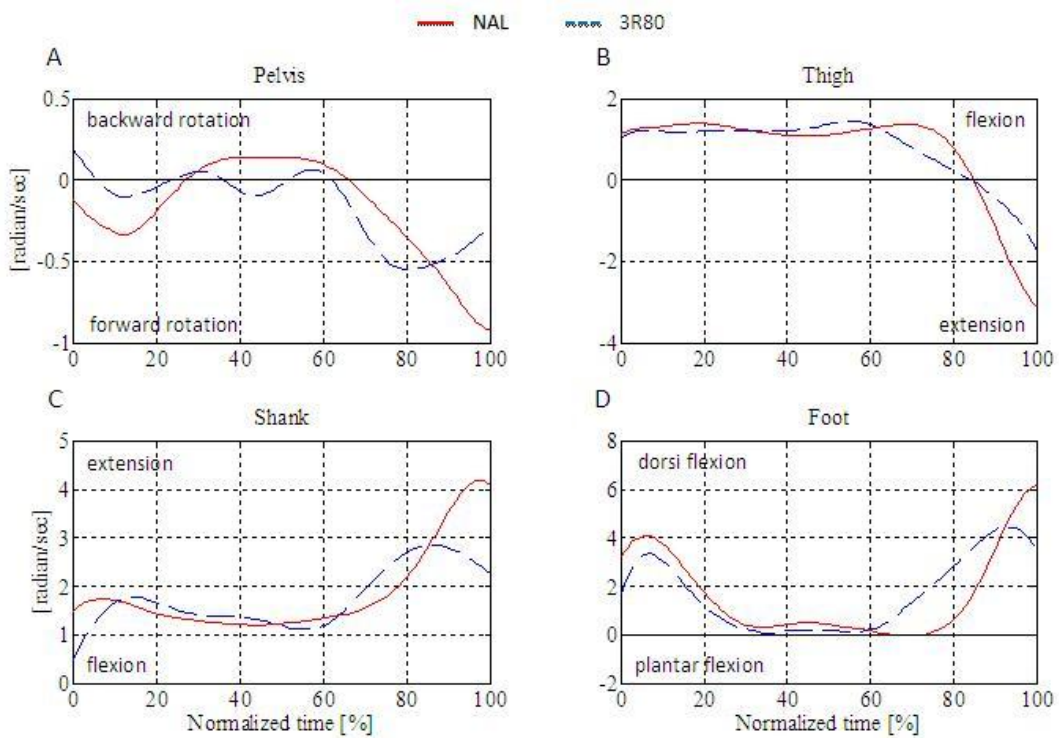 NAL 3R80
A B
Pelvis Thigh
[radian/sec]
0.5
0
-0.5
-1
backward rotation
forward rotation
0 20 40 60 80 100
2
0
-2
-4
flexion
extension
0 20 40 60 80 100
C D
Shank Foot
[radian/sec]
5
4
3
2
1
0
extension
flexion
0 20 40 60 80 100
Normalized time [%]
8
6
4
2
0
-2
dorsi flexion
plantar flexion
0 20 40 60 80 100
Normalized time [%]